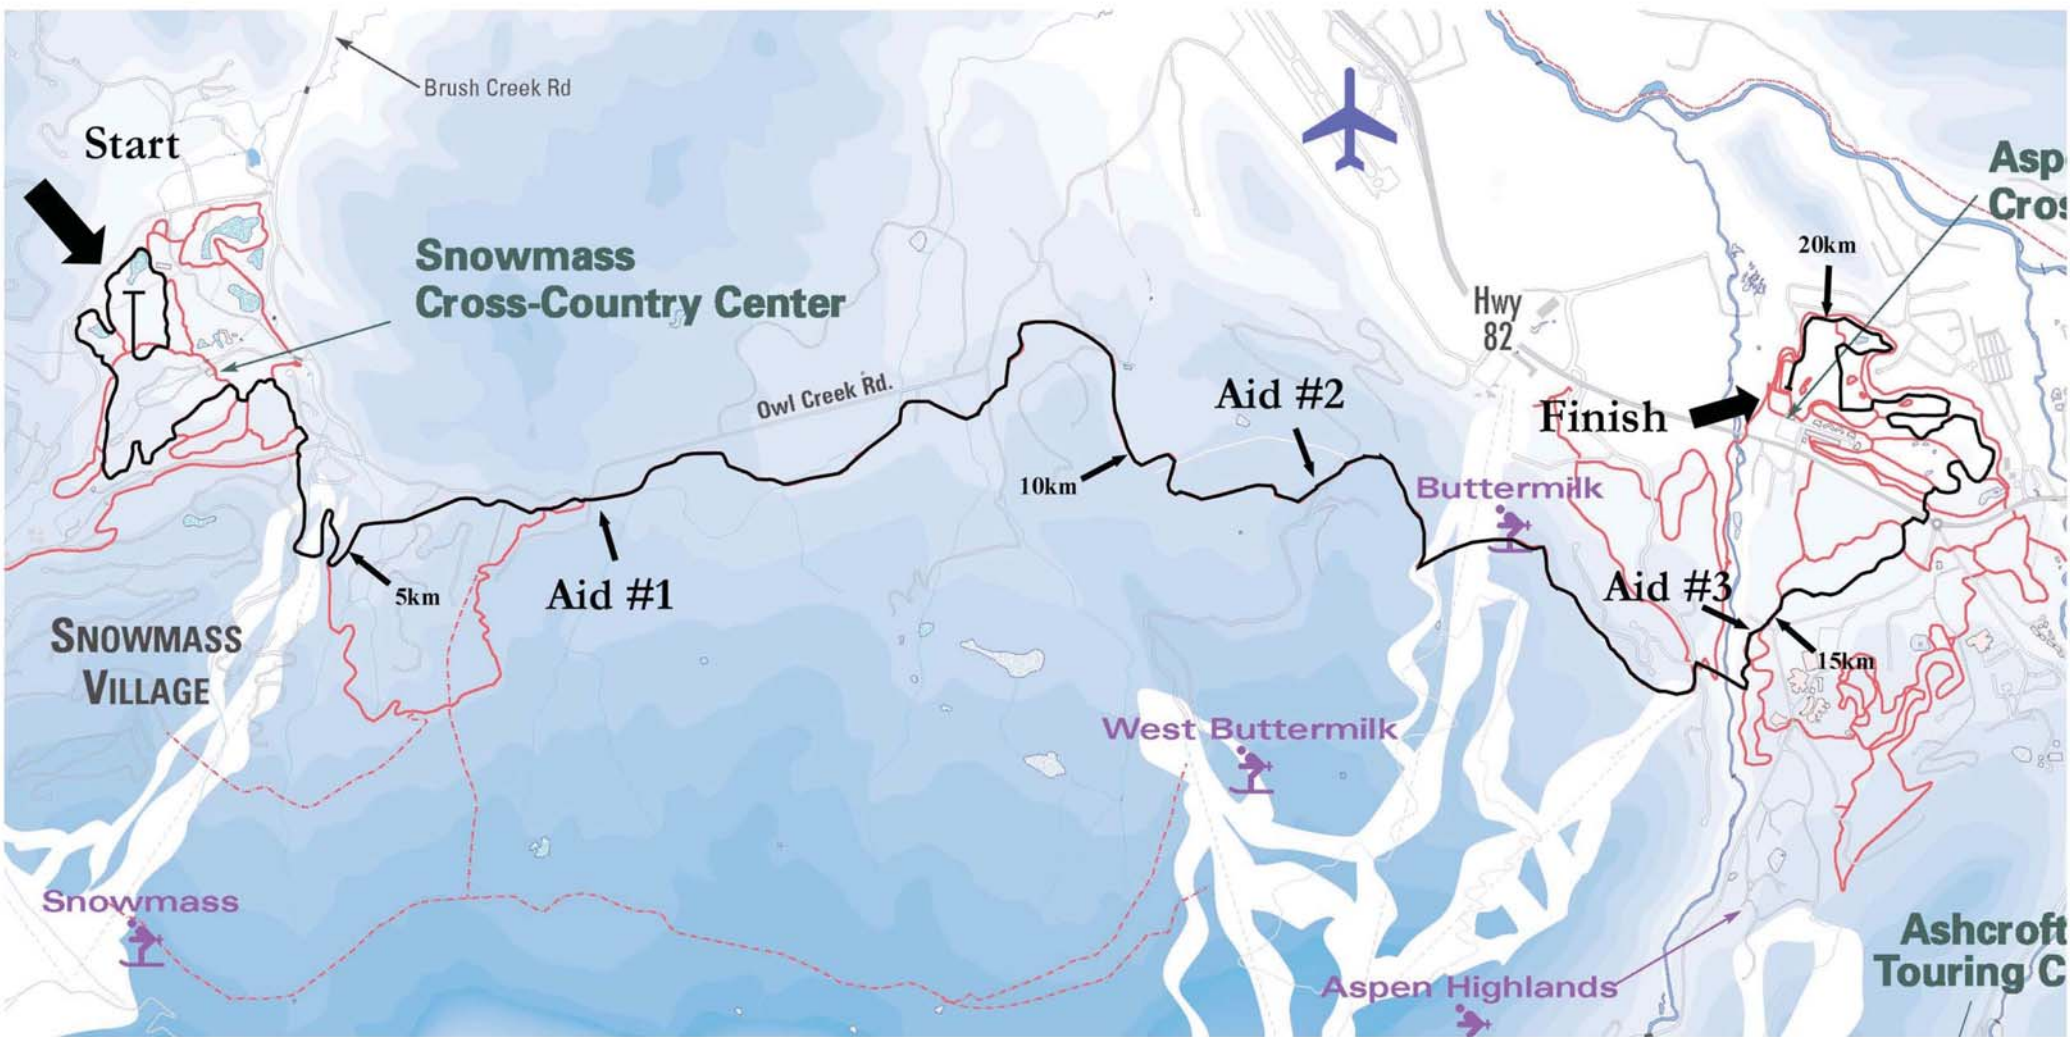 Brush Creek Rd
Start
Asp
Cros
20km
Snowmass
Cross-Country Center
Hwy
82
Owl Creek Rd.
Aid #2
Finish
10km
Buttermilk
Aid #1
5km
Aid #3
SNOWMASS
VILLAGE
15km
West Buttermilk
Snowmass
Ashcroft
Touring C
Aspen Highlands